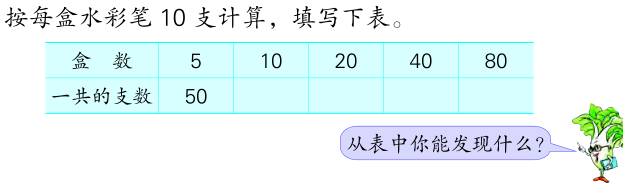 按每盒水彩笔 10 支计算，填写下表。
盒 数 5 10 20 40 80
一共的支数 50
从表中你能发现什么？